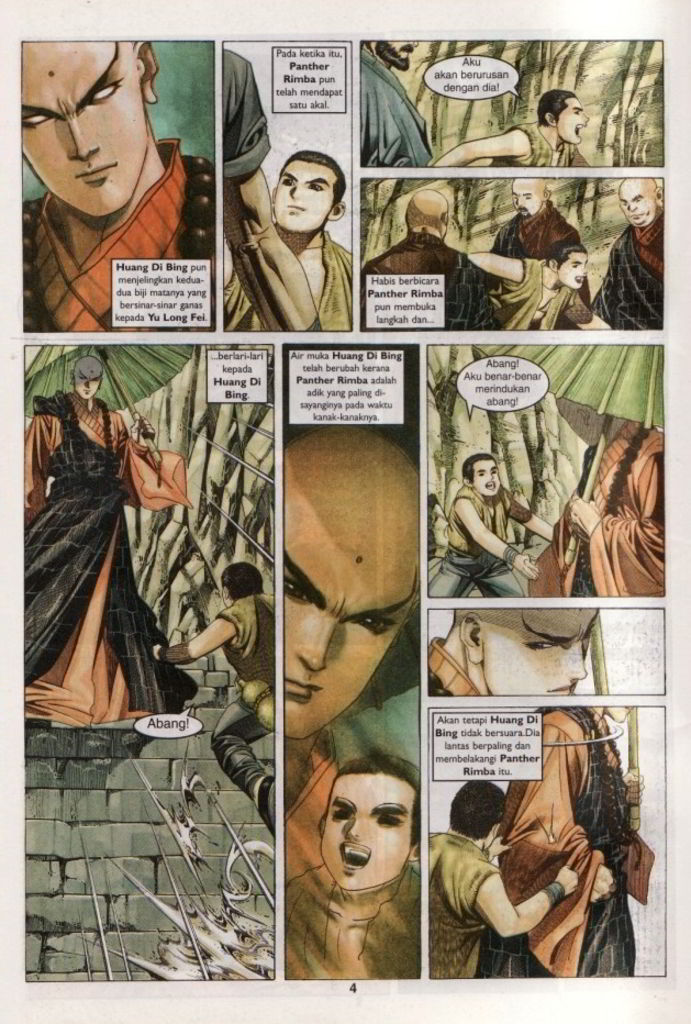 Huang Di Bing pun
menjelingkan kedua-
dua biji matanya yang
bersinar-sinar ganas
kepada Yu Long Fei.
Pada ketika itu,
Panther
Rimba pun
telah mendapat
satu akal.
Aku
akan berurusan
dengan dia!
Habis berbicara
Panther Rimba
pun membuka
langkah dan...
...berlari-lari
kepada
Huang Di
Bing.
Abang!
Air muka Huang Di Bing
telah berubah kerana
Panther Rimba adalah
adik yang paling di-
sayanginya pada waktu
kanak-kanaknya.
Abang!
Aku benar-benar
merindukan
abang!
Akan tetapi Huang Di
Bing tidak bersuara.Dia
lantas berpaling dan
membelakangi Panther
Rimba itu.
4